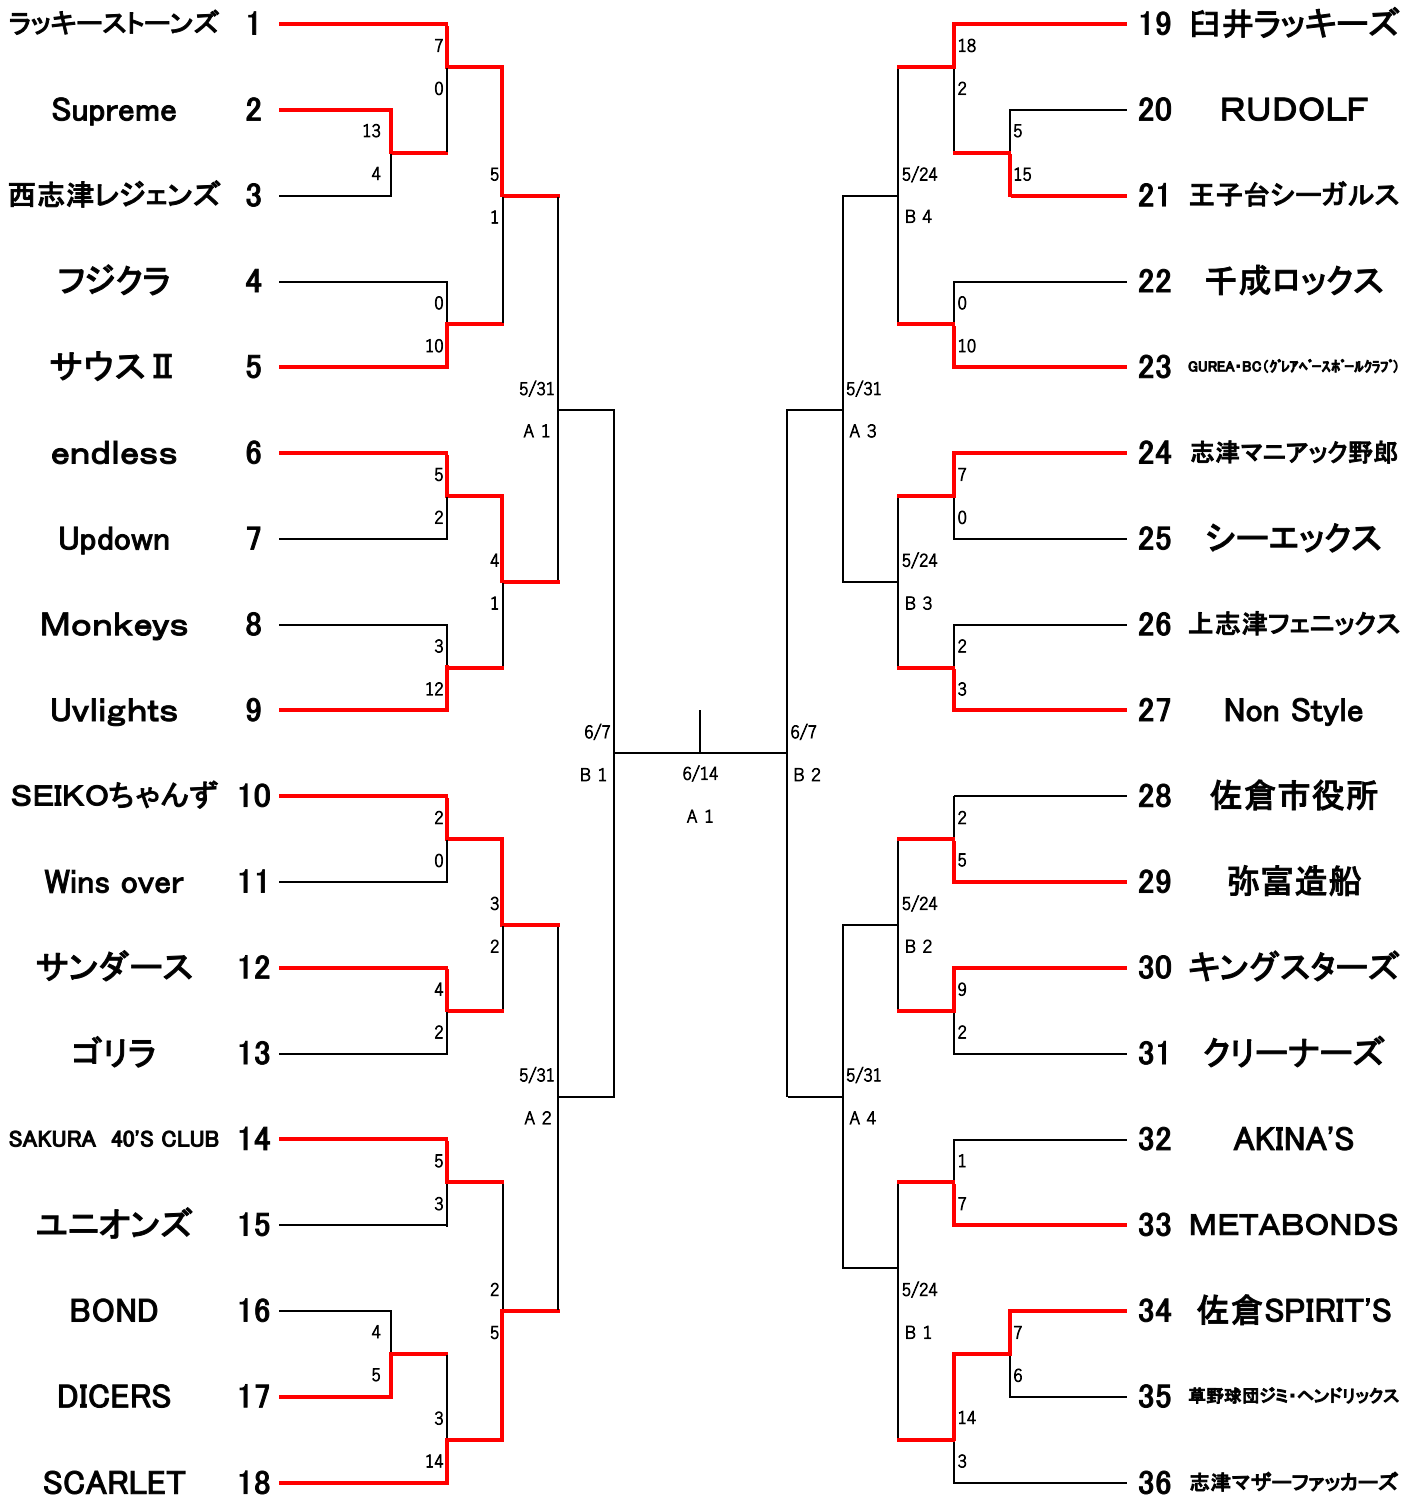 ラッキーストーンズ 1
7
0
Supreme 2
13
4
西志津レジェンズ 3
5
1
フジクラ 4
0
10
サウスⅡ 5
5/31
A 1
endless 6
5
2
Updown 7
4
1
Monkeys 8
3
12
Uvlights 9
6/7
B 1
SEIKOちゃんず 10
2
0
Wins over 11
3
2
サンダース 12
4
2
ゴリラ 13
5/31
A 2
SAKURA 40'S CLUB 14
5
3
ユニオンズ 15
2
5
BOND 16
4
5
DICERS 17
3
14
SCARLET 18
6/14
A 1
19 臼井ラッキーズ
18
2
20 RUDOLF
5
15
21 王子台シーガルス
5/24
B 4
22 千成ロックス
0
10
23 GUREA・BC(グレアベースボールクラブ)
5/31
A 3
24 志津マニアック野郎
7
0
25 シーエックス
5/24
B 3
26 上志津フェニックス
2
3
27 Non Style
6/7
B 2
28 佐倉市役所
2
5
29 弥富造船
5/24
B 2
30 キングスターズ
9
2
31 クリーナーズ
5/31
A 4
32 AKINA'S
1
7
33 METABONDS
5/24
B 1
34 佐倉SPIRIT'S
7
6
35 草野球団ジミ・ヘンドリックス
14
3
36 志津マザーファッカーズ